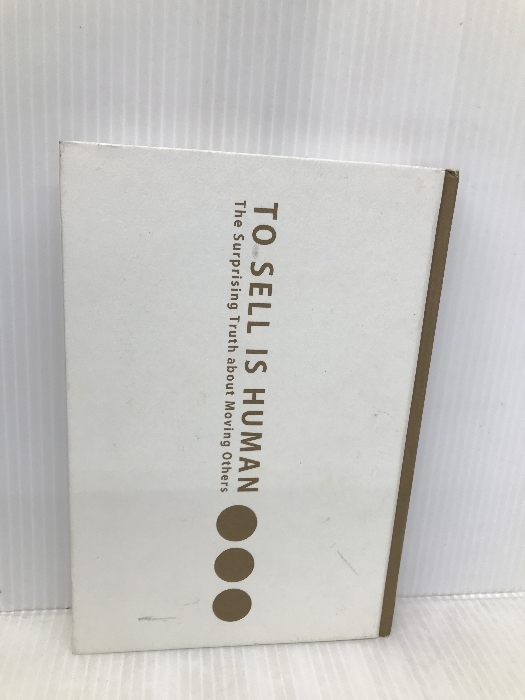 TO SELL IS HUMAN
The Surprising Truth about Moving Others